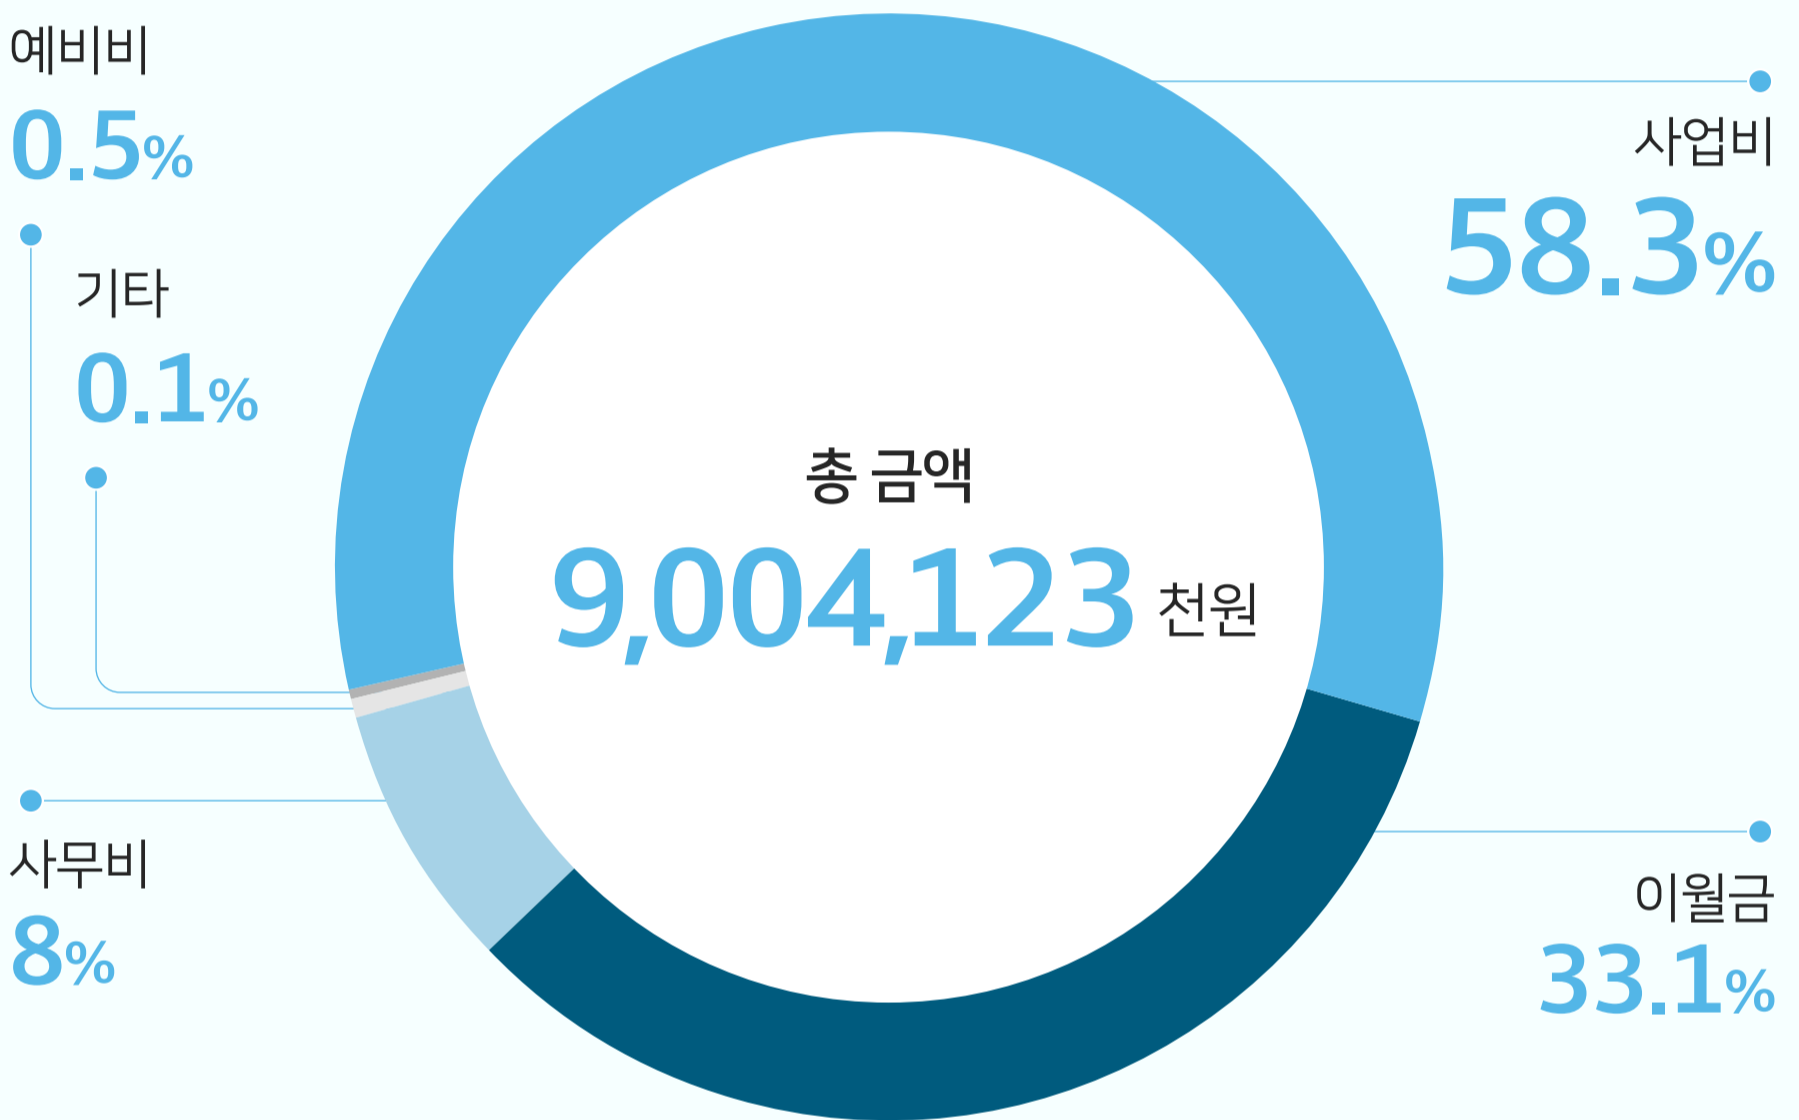 예비비
0.5%
기타
0.1%
사업비
58.3%
총 금액
9,004,123 천원
사무비
8%
이월금
33.1%